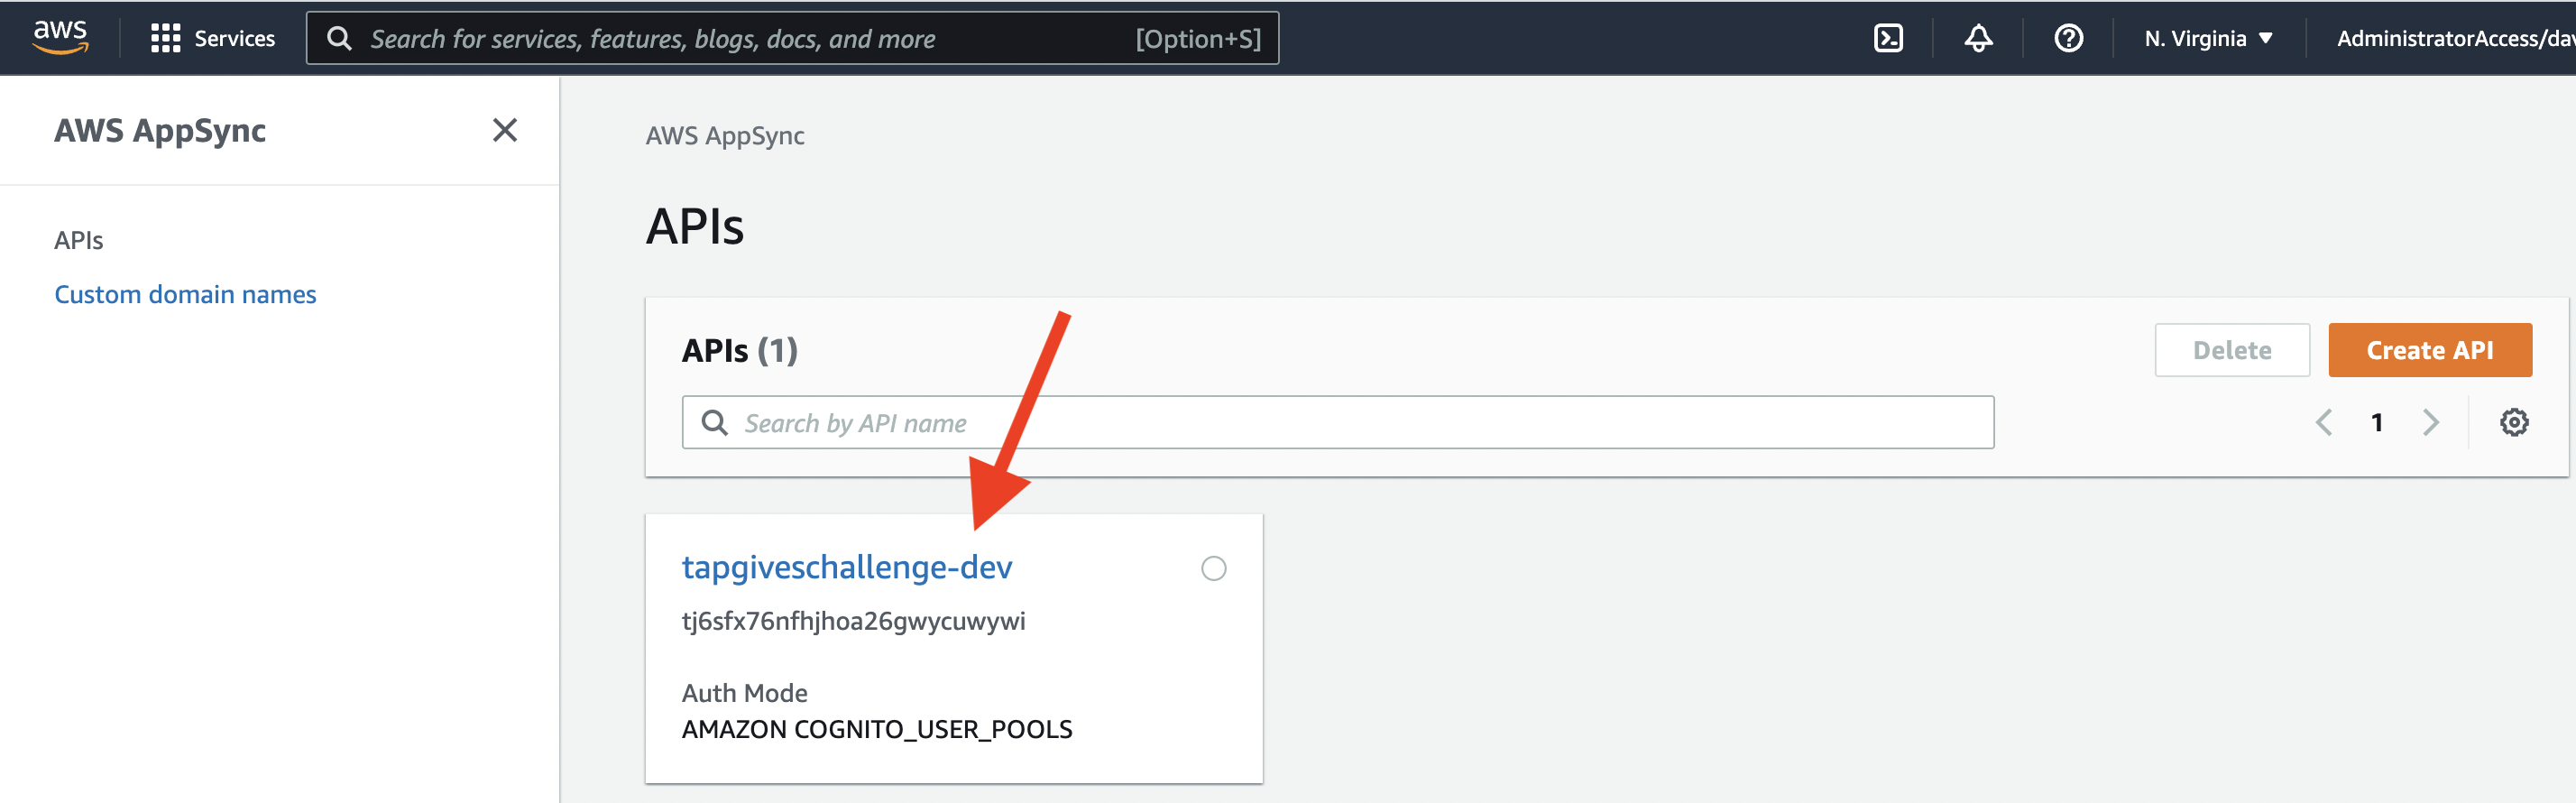 aws Services Search for services, features, blogs, docs, and more [Option+S] N. Virginia AdministratorAccess/dav
AWS AppSync
APIs
Custom domain names
AWS AppSync
APIs
APIs (1)
Delete
Create API
Search by API name
1
tapgiveschallenge-dev
tj6sfx76nfhjhoa26gwycuwywi
Auth Mode
AMAZON COGNITO_USER_POOLS